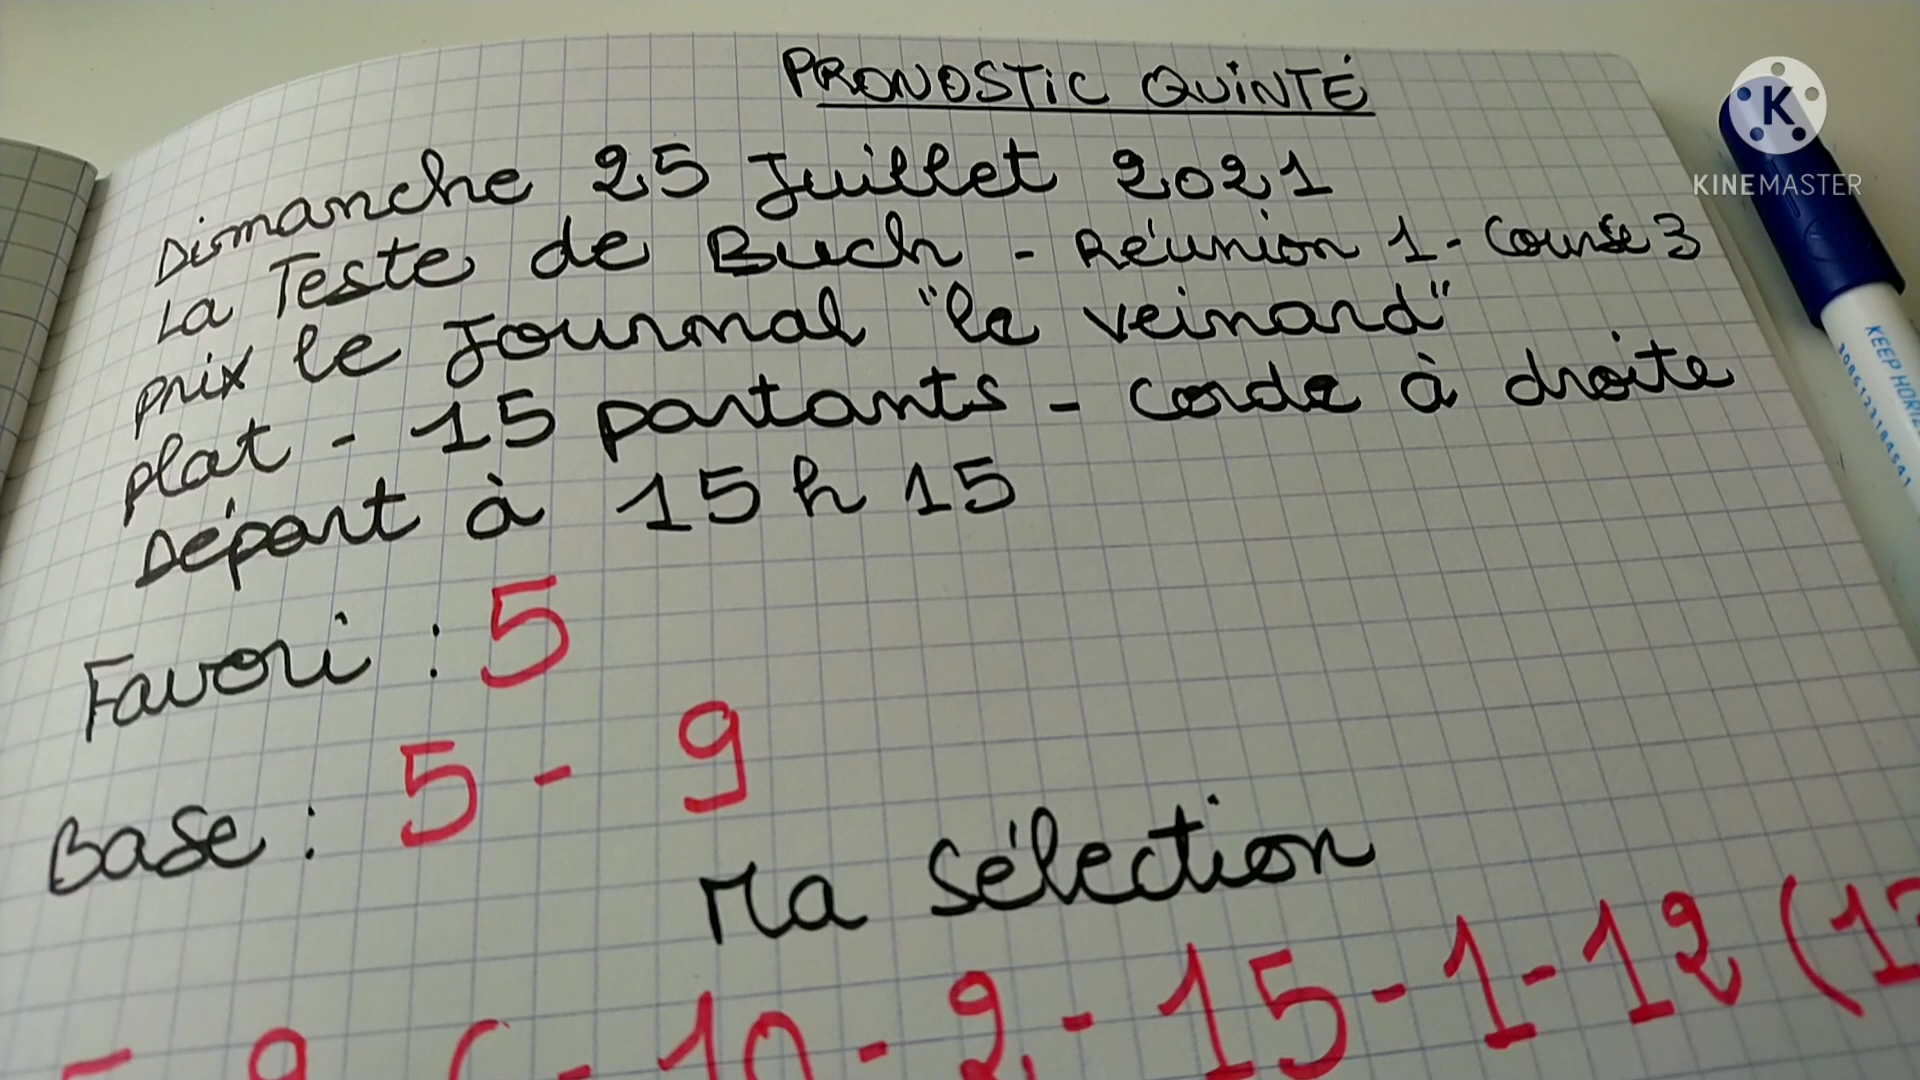 PRONOSTIC QUINTÉ
Dimanche 25 Juillet 2021
La Teste de Buch - Réunion 1 - Course 3
prix le Journal "le veinard"
plat - 15 partants - corde à droite
Départ à 15 h 15
Favori : 5
Base : 5 - 9
Ma sélection
10 - 2 - 15 - 1 - 12 (
K
KINEMASTER